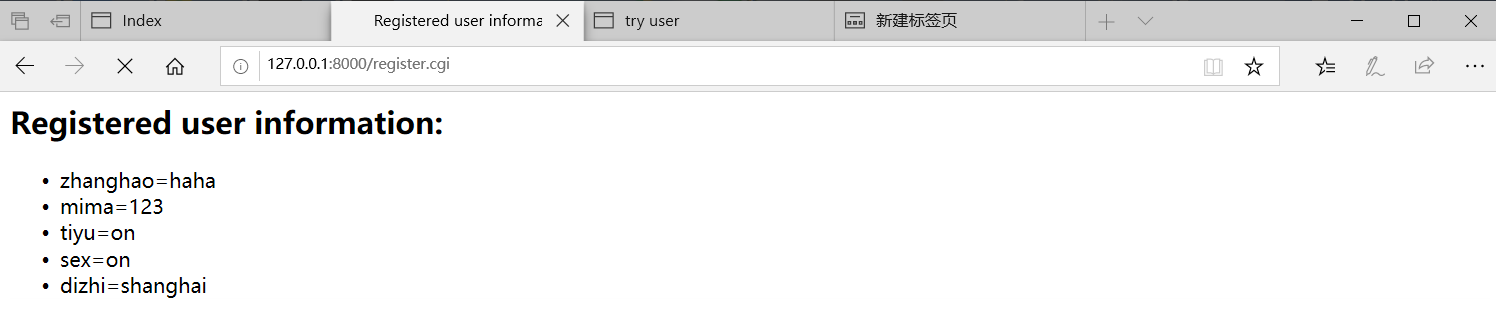 Index
Registered user informa
try user
新建标签页
127.0.0.1:8000/register.cgi
Registered user information:
• zhanghao=haha
• mima=123
• tiyu=on
• sex=on
• dizhi=shanghai